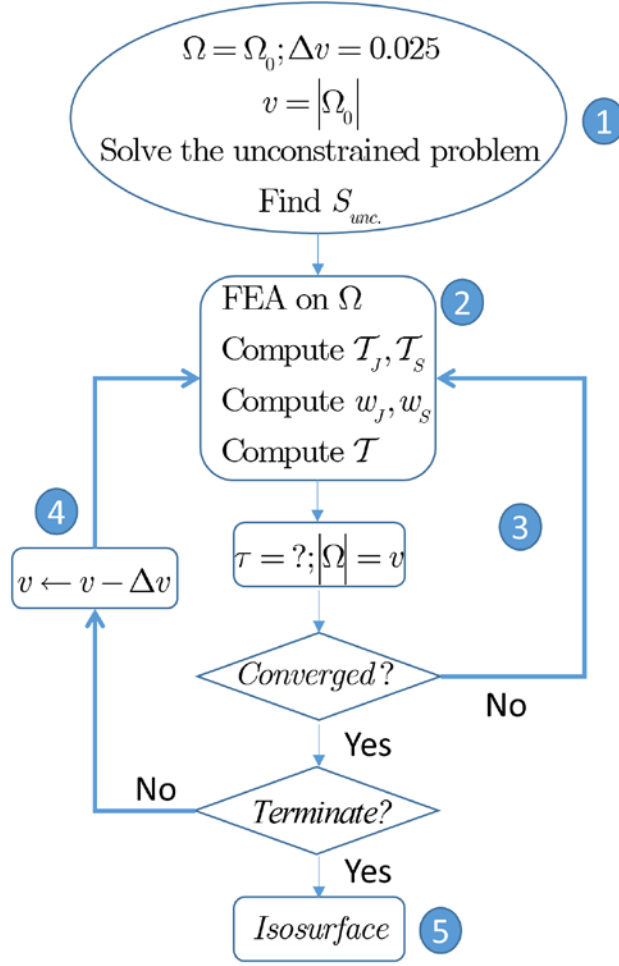 Ω = Ω₀; Δv = 0.025
v = |Ω₀|
Solve the unconstrained problem
Find S_unc.
1
FEA on Ω
Compute 𝒯_J, 𝒯_S
Compute w_J, w_S
Compute 𝒯
2
τ = ?; |Ω| = v
3
4
v ← v − Δv
Converged?
No
Yes
Terminate?
No
Yes
Isosurface
5